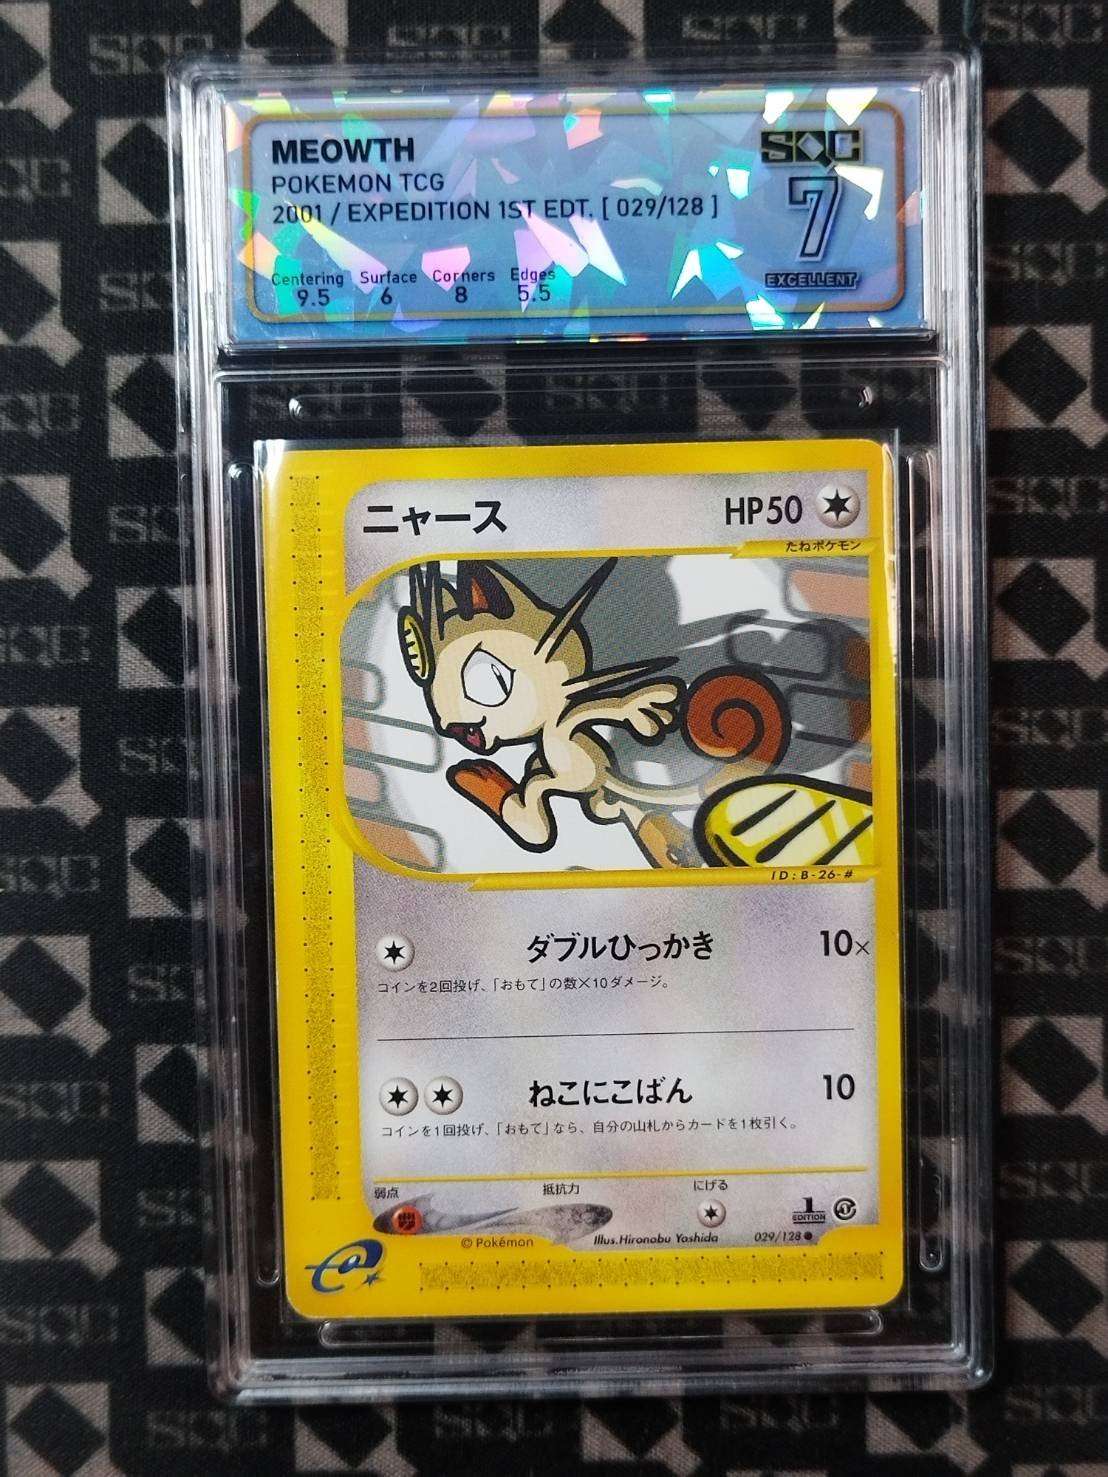 MEOWTH
POKEMON TCG
2001 / EXPEDITION 1ST EDT. [ 029/128 ]
Centering Surface Corners Edges
9.5 6 8 5.5
SQC
7
EXCELLENT
ニャース HP50
たねポケモン
ID:B-26-#
ダブルひっかき 10×
コインを2回投げ、「おもて」の数×10ダメージ。
ねこにこばん 10
コインを1回投げ、「おもて」なら、自分の山札からカードを1枚引く。
弱点 抵抗力 にげる
1 EDITION
© Pokémon Illus.Hironobu Yoshida 029/128 ●
e